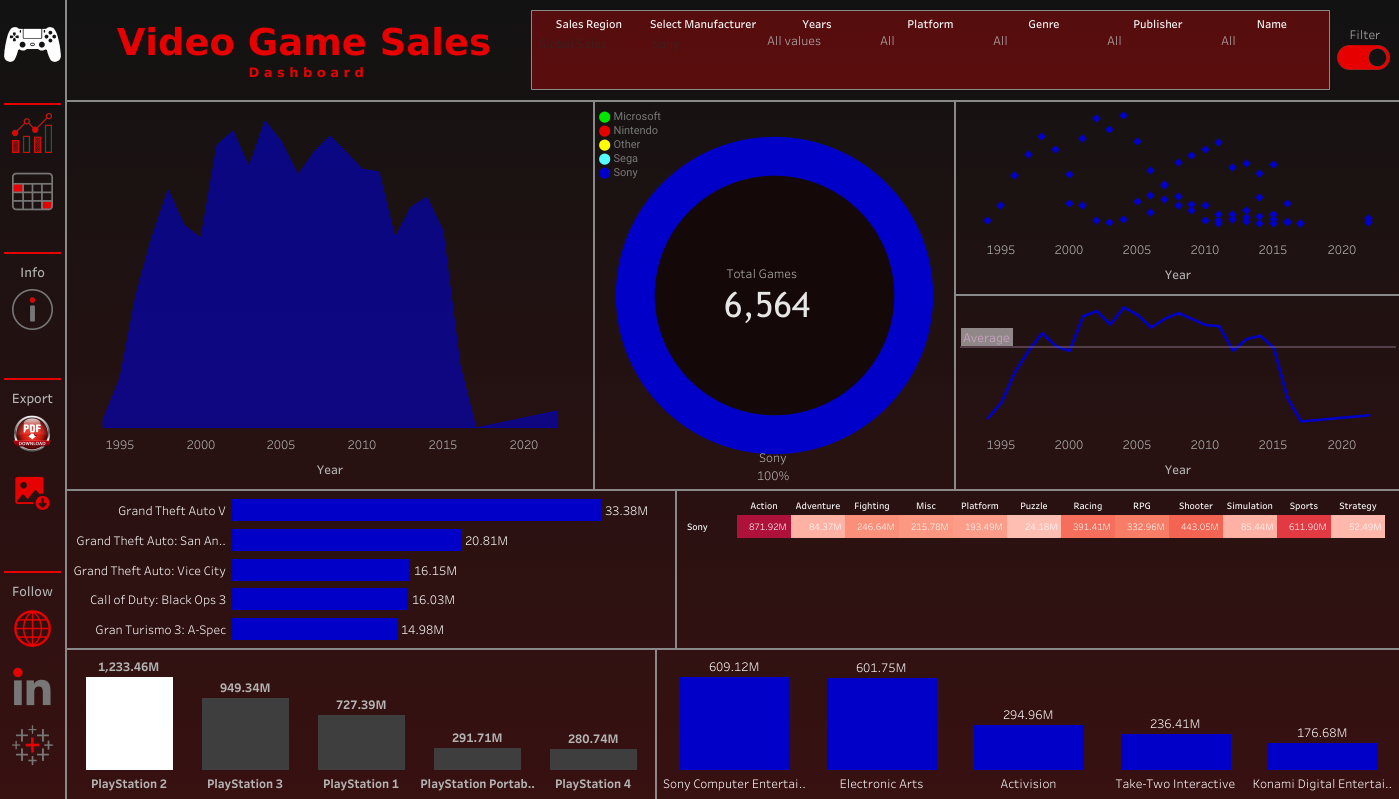 Video Game Sales
Dashboard
Sales Region Select Manufacturer Years Platform Genre Publisher Name
All values All All All All
Filter
Info
Export
PDF
DOWNLOAD
Follow
in
1995 2000 2005 2010 2015 2020
Year
Microsoft
Nintendo
Other
Sega
Sony
Total Games
6,564
Sony
100%
1995 2000 2005 2010 2015 2020
Year
Average
1995 2000 2005 2010 2015 2020
Year
Grand Theft Auto V 33.38M
Grand Theft Auto: San An.. 20.81M
Grand Theft Auto: Vice City 16.15M
Call of Duty: Black Ops 3 16.03M
Gran Turismo 3: A-Spec 14.98M
Action Adventure Fighting Misc Platform Puzzle Racing RPG Shooter Simulation Sports Strategy
Sony 871.92M 84.37M 246.64M 215.78M 193.49M 24.18M 391.41M 332.96M 443.05M 85.44M 611.90M 52.49M
1,233.46M 949.34M 727.39M 291.71M 280.74M
PlayStation 2 PlayStation 3 PlayStation 1 PlayStation Portab.. PlayStation 4
609.12M 601.75M 294.96M 236.41M 176.68M
Sony Computer Entertai.. Electronic Arts Activision Take-Two Interactive Konami Digital Entertai..